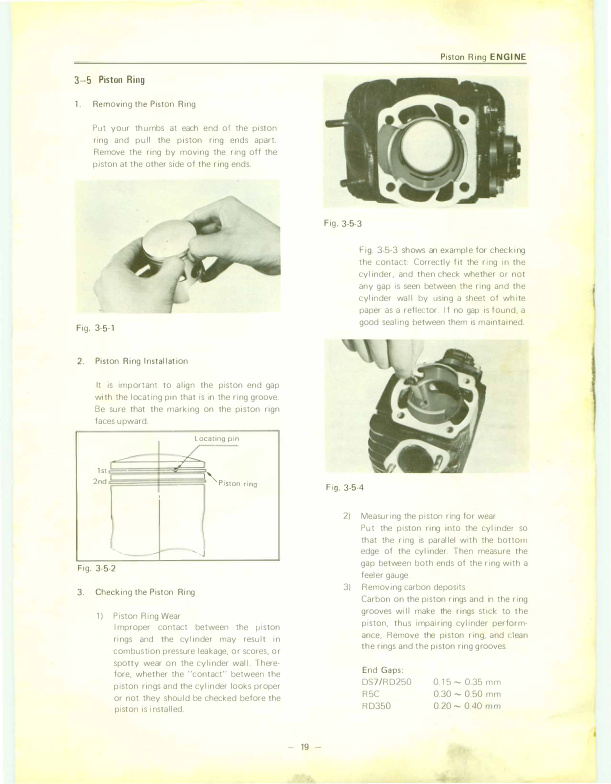 Piston Ring ENGINE
3–5 Piston Ring
1. Removing the Piston Ring
Put your thumbs at each end of the piston
ring and pull the piston ring ends apart.
Remove the ring by moving the ring off the
piston at the other side of the ring ends.
Fig. 3-5-1
2. Piston Ring Installation
It is important to align the piston end gap
with the locating pin that is in the ring groove.
Be sure that the marking on the piston rign
faces upward.
Locating pin
1st
2nd
Piston ring
Fig. 3-5-2
3. Checking the Piston Ring
1) Piston Ring Wear
Improper contact between the piston
rings and the cylinder may result in
combustion pressure leakage, or scores, or
spotty wear on the cylinder wall. There-
fore, whether the "contact" between the
piston rings and the cylinder looks proper
or not they should be checked before the
piston is installed.
Fig. 3-5-3
Fig. 3-5-3 shows an example for checking
the contact. Correctly fit the ring in the
cylinder, and then check whether or not
any gap is seen between the ring and the
cylinder wall by using a sheet of white
paper as a reflector. If no gap is found, a
good sealing between them is maintained.
Fig. 3-5-4
2) Measuring the piston ring for wear
Put the piston ring into the cylinder so
that the ring is parallel with the bottom
edge of the cylinder. Then measure the
gap between both ends of the ring with a
feeler gauge.
3) Removing carbon deposits
Carbon on the piston rings and in the ring
grooves will make the rings stick to the
piston, thus impairing cylinder perform-
ance, Remove the piston ring, and clean
the rings and the piston ring grooves.
End Gaps:
DS7/RD250 0.15 ~ 0.35 mm
R5C 0.30 ~ 0.50 mm
RD350 0.20 ~ 0.40 mm
– 19 –